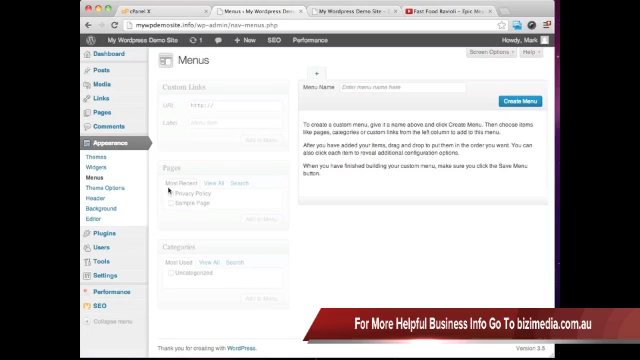 cPanel X
Menus ‹ My Wordpress Demo
My Wordpress Demo Site
Fast Food Ravioli - Epic Mea
mywpdemosite.info/wp-admin/nav-menus.php
My Wordpress Demo Site
1
+ New
SEO
Performance
Howdy, Mark
Screen Options
Help
Dashboard
Posts
Media
Links
Pages
Comments
Appearance
Themes
Widgets
Menus
Theme Options
Header
Background
Editor
Plugins
Users
Tools
Settings
Performance
SEO
Collapse menu
Menus
Custom Links
URL
http://
Label
Menu Item
Add to Menu
Pages
Most Recent
View All
Search
Privacy Policy
Sample Page
Add to Menu
Categories
Most Used
View All
Search
Uncategorized
Add to Menu
+
Menu Name
Enter menu name here
Create Menu
To create a custom menu, give it a name above and click Create Menu. Then choose items
like pages, categories or custom links from the left column to add to this menu.
After you have added your items, drag and drop to put them in the order you want. You can
also click each item to reveal additional configuration options.
When you have finished building your custom menu, make sure you click the Save Menu
button.
For More Helpful Business Info Go To bizimedia.com.au
Thank you for creating with WordPress.